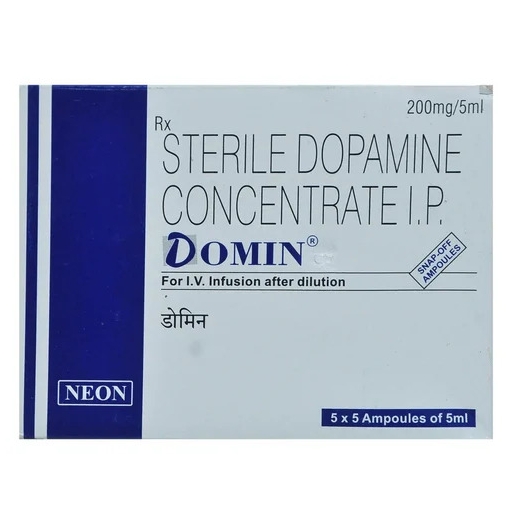 200mg/5ml
Rx
STERILE DOPAMINE
CONCENTRATE I.P.
DOMIN®
For I.V. Infusion after dilution
SNAP-OFF
AMPOULES
डोमिन
NEON
5 x 5 Ampoules of 5ml